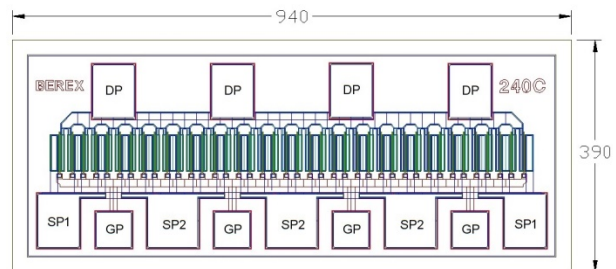 940
BEREX DP DP DP DP 240C
390
SP1 GP SP2 GP SP2 GP SP2 GP SP1